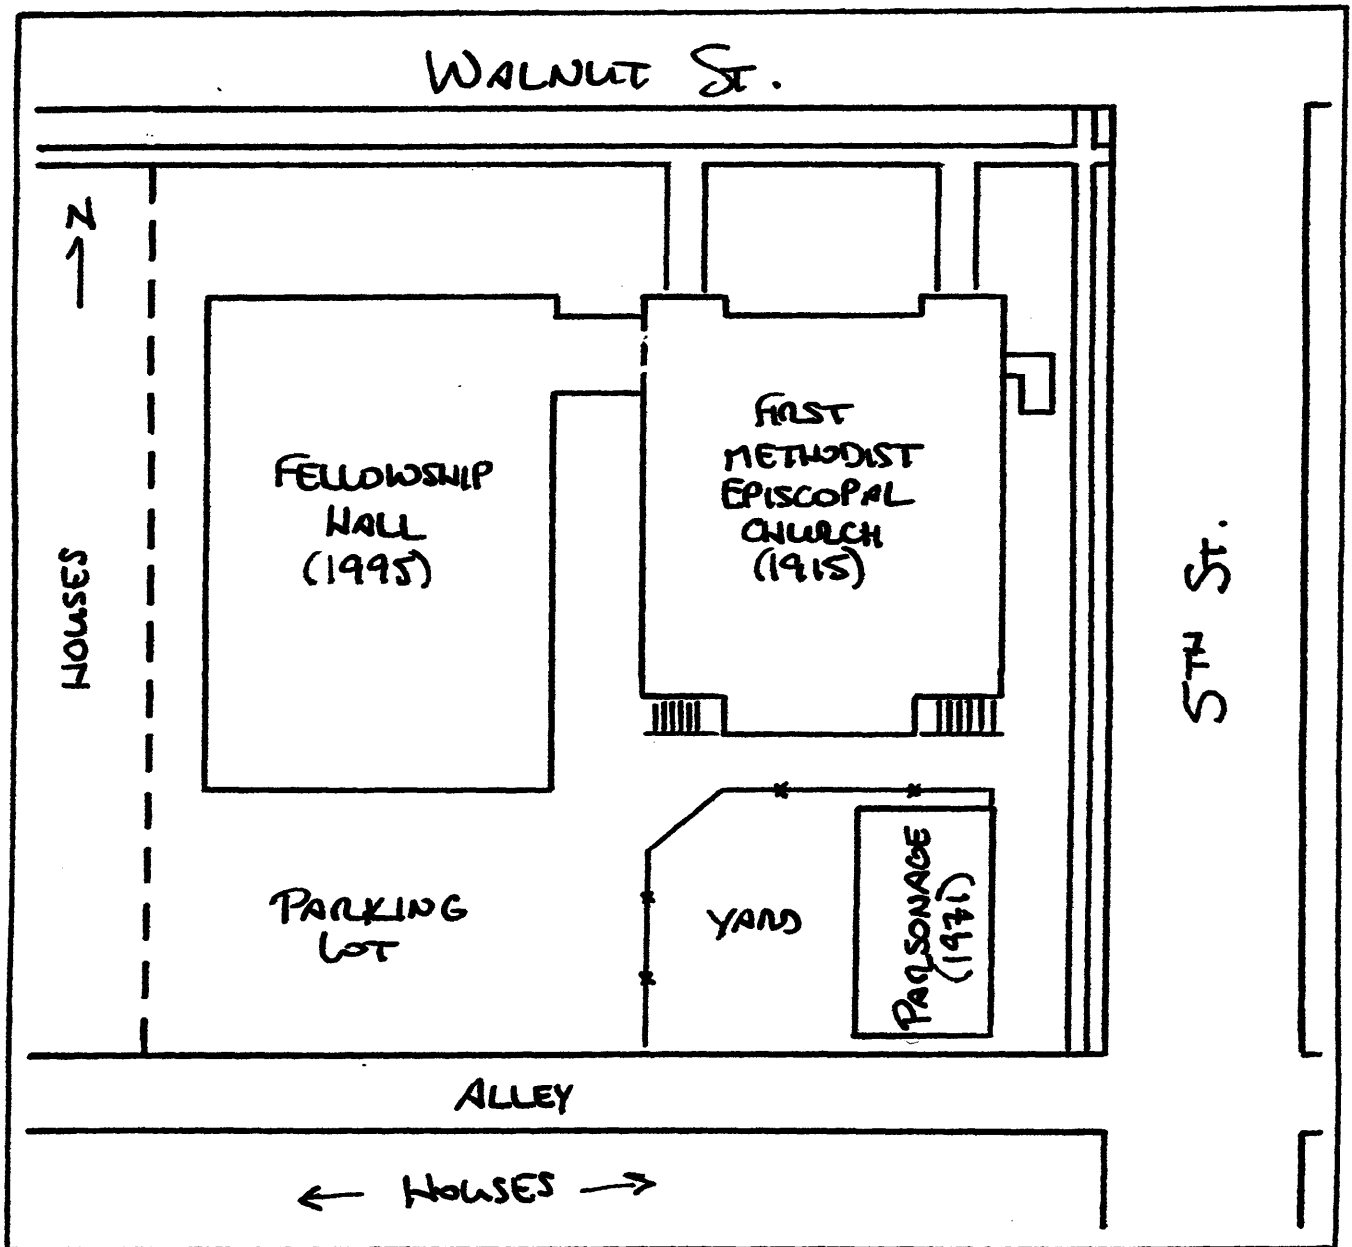 WALNUT ST.
N
FIRST
METHODIST
EPISCOPAL
CHURCH
(1915)
FELLOWSHIP
HALL
(1995)
HOUSES
5TH ST.
PARKING
LOT
YARD
PARSONAGE
(1971)
ALLEY
← HOUSES →